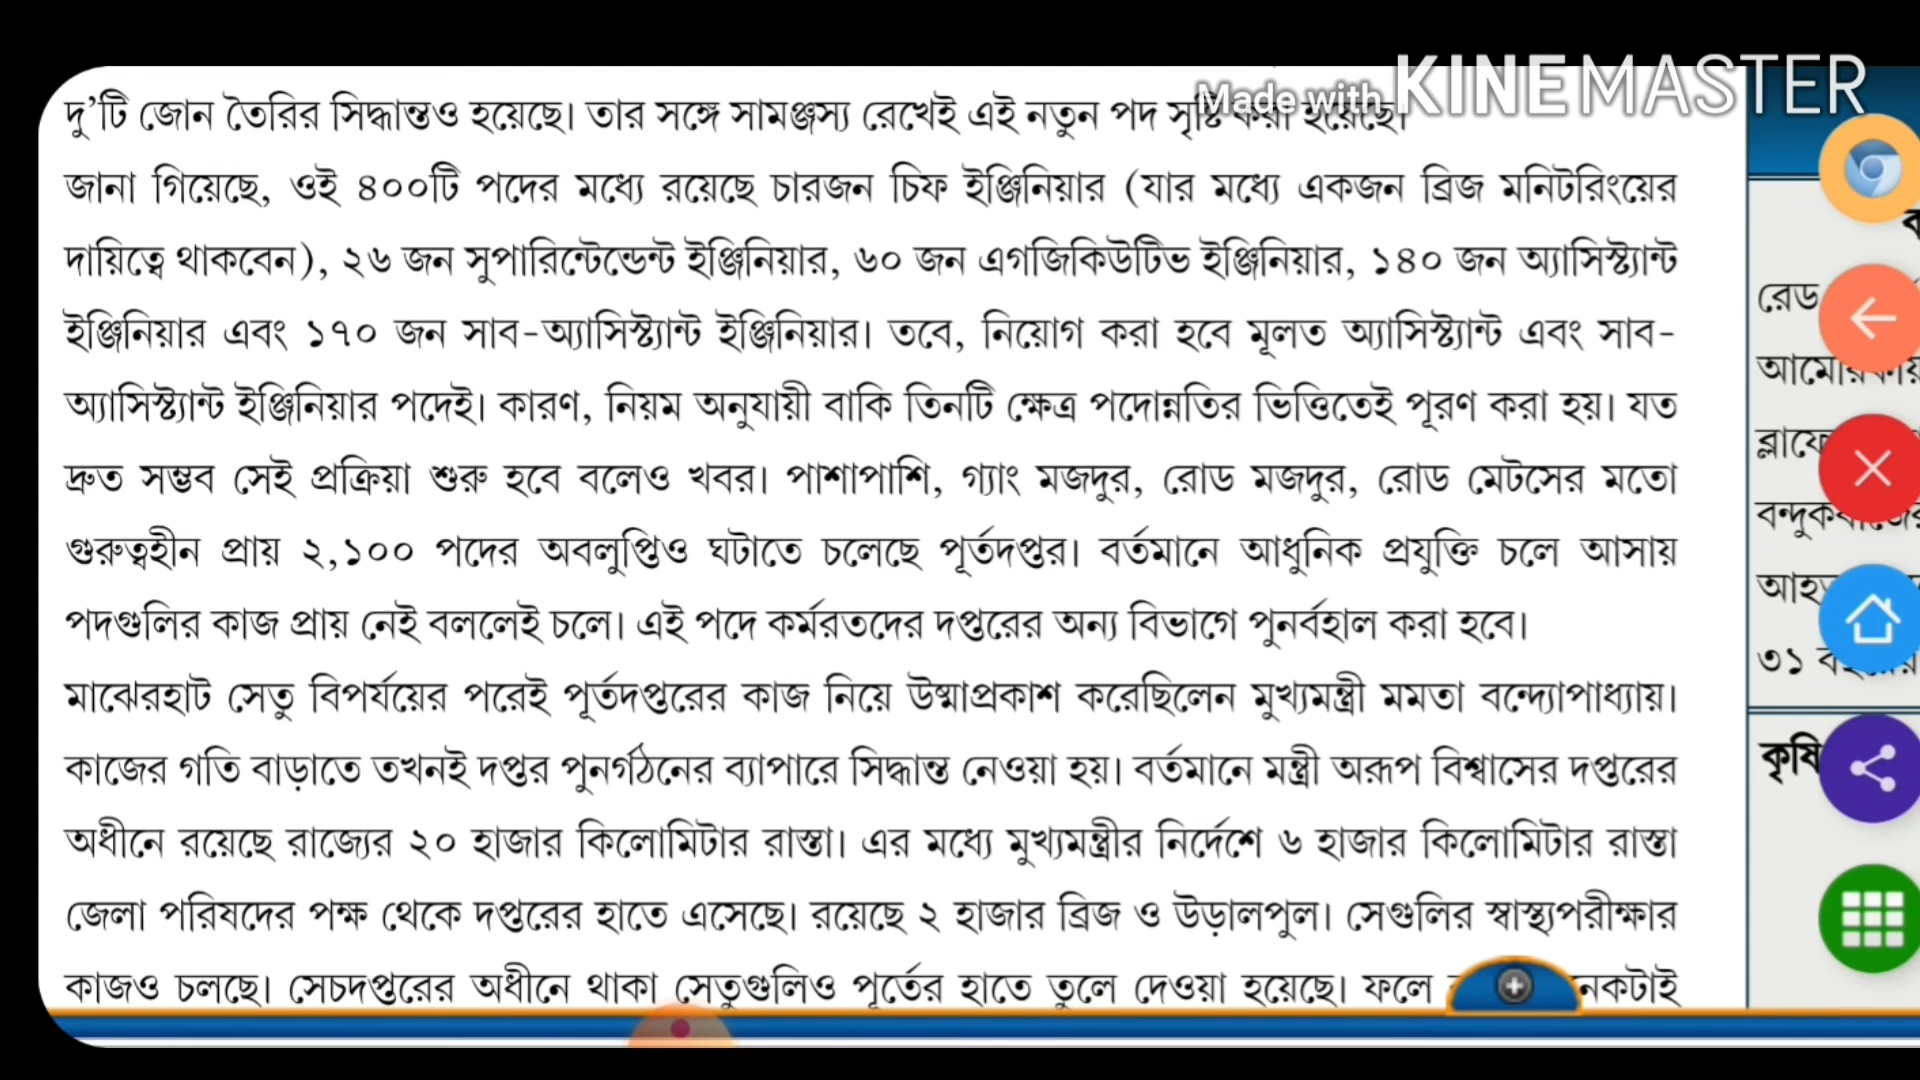 Made with KINEMASTER
দু’টি জোন তৈরির সিদ্ধান্তও হয়েছে। তার সঙ্গে সামঞ্জস্য রেখেই এই নতুন পদ সৃষ্টি করা হয়েছে।
জানা গিয়েছে, ওই ৪০০টি পদের মধ্যে রয়েছে চারজন চিফ ইঞ্জিনিয়ার (যার মধ্যে একজন ব্রিজ মনিটরিংয়ের
দায়িত্বে থাকবেন), ২৬ জন সুপারিন্টেন্ডেন্ট ইঞ্জিনিয়ার, ৬০ জন এগজিকিউটিভ ইঞ্জিনিয়ার, ১৪০ জন অ্যাসিস্ট্যান্ট
ইঞ্জিনিয়ার এবং ১৭০ জন সাব-অ্যাসিস্ট্যান্ট ইঞ্জিনিয়ার। তবে, নিয়োগ করা হবে মূলত অ্যাসিস্ট্যান্ট এবং সাব-
অ্যাসিস্ট্যান্ট ইঞ্জিনিয়ার পদেই। কারণ, নিয়ম অনুযায়ী বাকি তিনটি ক্ষেত্র পদোন্নতির ভিত্তিতেই পূরণ করা হয়। যত
দ্রুত সম্ভব সেই প্রক্রিয়া শুরু হবে বলেও খবর। পাশাপাশি, গ্যাং মজদুর, রোড মজদুর, রোড মেটসের মতো
গুরুত্বহীন প্রায় ২,১০০ পদের অবলুপ্তিও ঘটাতে চলেছে পূর্তদপ্তর। বর্তমানে আধুনিক প্রযুক্তি চলে আসায়
পদগুলির কাজ প্রায় নেই বললেই চলে। এই পদে কর্মরতদের দপ্তরের অন্য বিভাগে পুনর্বহাল করা হবে।
মাঝেরহাট সেতু বিপর্যয়ের পরেই পূর্তদপ্তরের কাজ নিয়ে উষ্মাপ্রকাশ করেছিলেন মুখ্যমন্ত্রী মমতা বন্দ্যোপাধ্যায়।
কাজের গতি বাড়াতে তখনই দপ্তর পুনর্গঠনের ব্যাপারে সিদ্ধান্ত নেওয়া হয়। বর্তমানে মন্ত্রী অরূপ বিশ্বাসের দপ্তরের
অধীনে রয়েছে রাজ্যের ২০ হাজার কিলোমিটার রাস্তা। এর মধ্যে মুখ্যমন্ত্রীর নির্দেশে ৬ হাজার কিলোমিটার রাস্তা
জেলা পরিষদের পক্ষ থেকে দপ্তরের হাতে এসেছে। রয়েছে ২ হাজার ব্রিজ ও উড়ালপুল। সেগুলির স্বাস্থ্যপরীক্ষার
কাজও চলছে। সেচদপ্তরের অধীনে থাকা সেতুগুলিও পূর্তের হাতে তুলে দেওয়া হয়েছে। ফলে
রেড
৩১
কৃষি